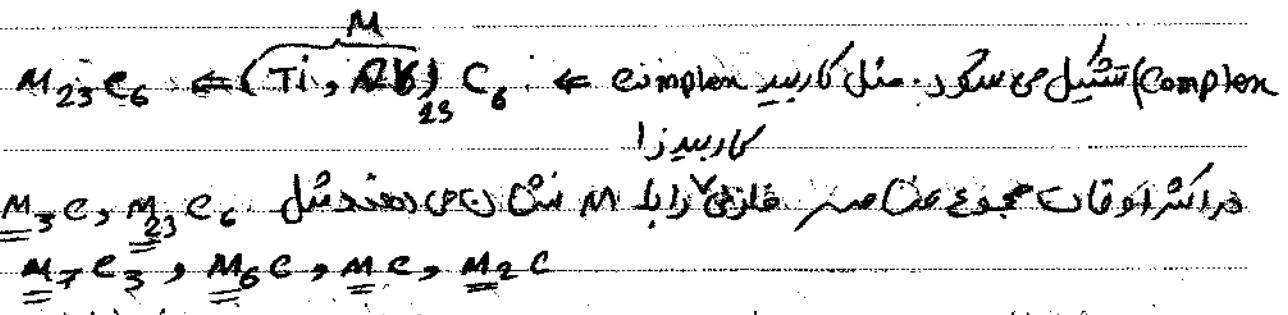 complex) تشکیل می شود. مثل کاربید complex ⇐ (Ti, Nb)23 C6 ⇐ M23C6
M
کاربیدزا
در اکثر اوقات مجموع عناصر فلزی را با M نشان می دهند مثل M23C6 , M3C
M7C3 , M6C , MC , M2C